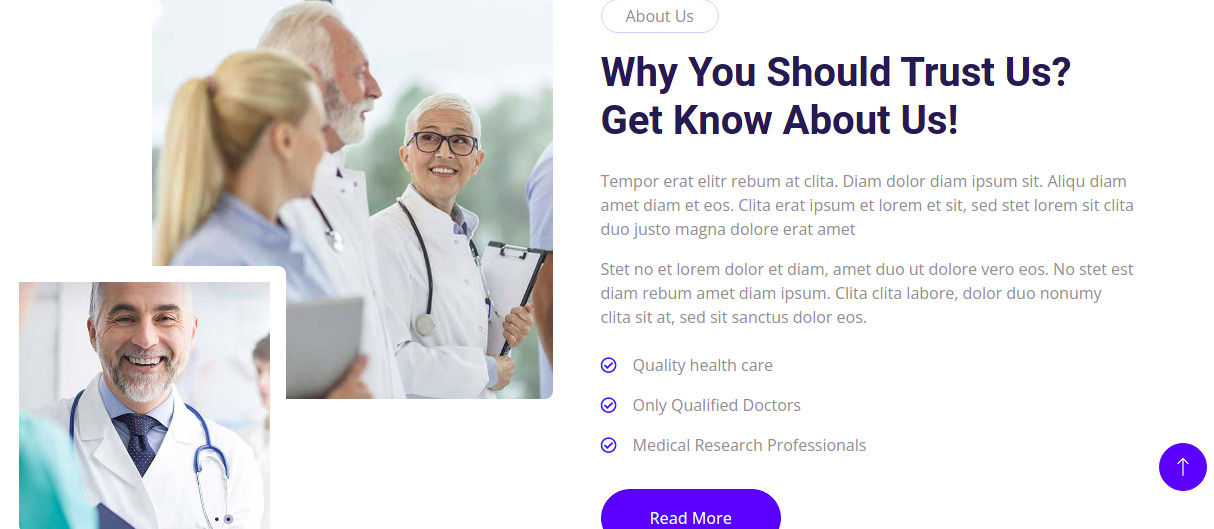 About Us
Why You Should Trust Us?
Get Know About Us!
Tempor erat elitr rebum at clita. Diam dolor diam ipsum sit. Aliqu diam
amet diam et eos. Clita erat ipsum et lorem et sit, sed stet lorem sit clita
duo justo magna dolore erat amet
Stet no et lorem dolor et diam, amet duo ut dolore vero eos. No stet est
diam rebum amet diam ipsum. Clita clita labore, dolor duo nonumy
clita sit at, sed sit sanctus dolor eos.
Quality health care
Only Qualified Doctors
Medical Research Professionals
Read More